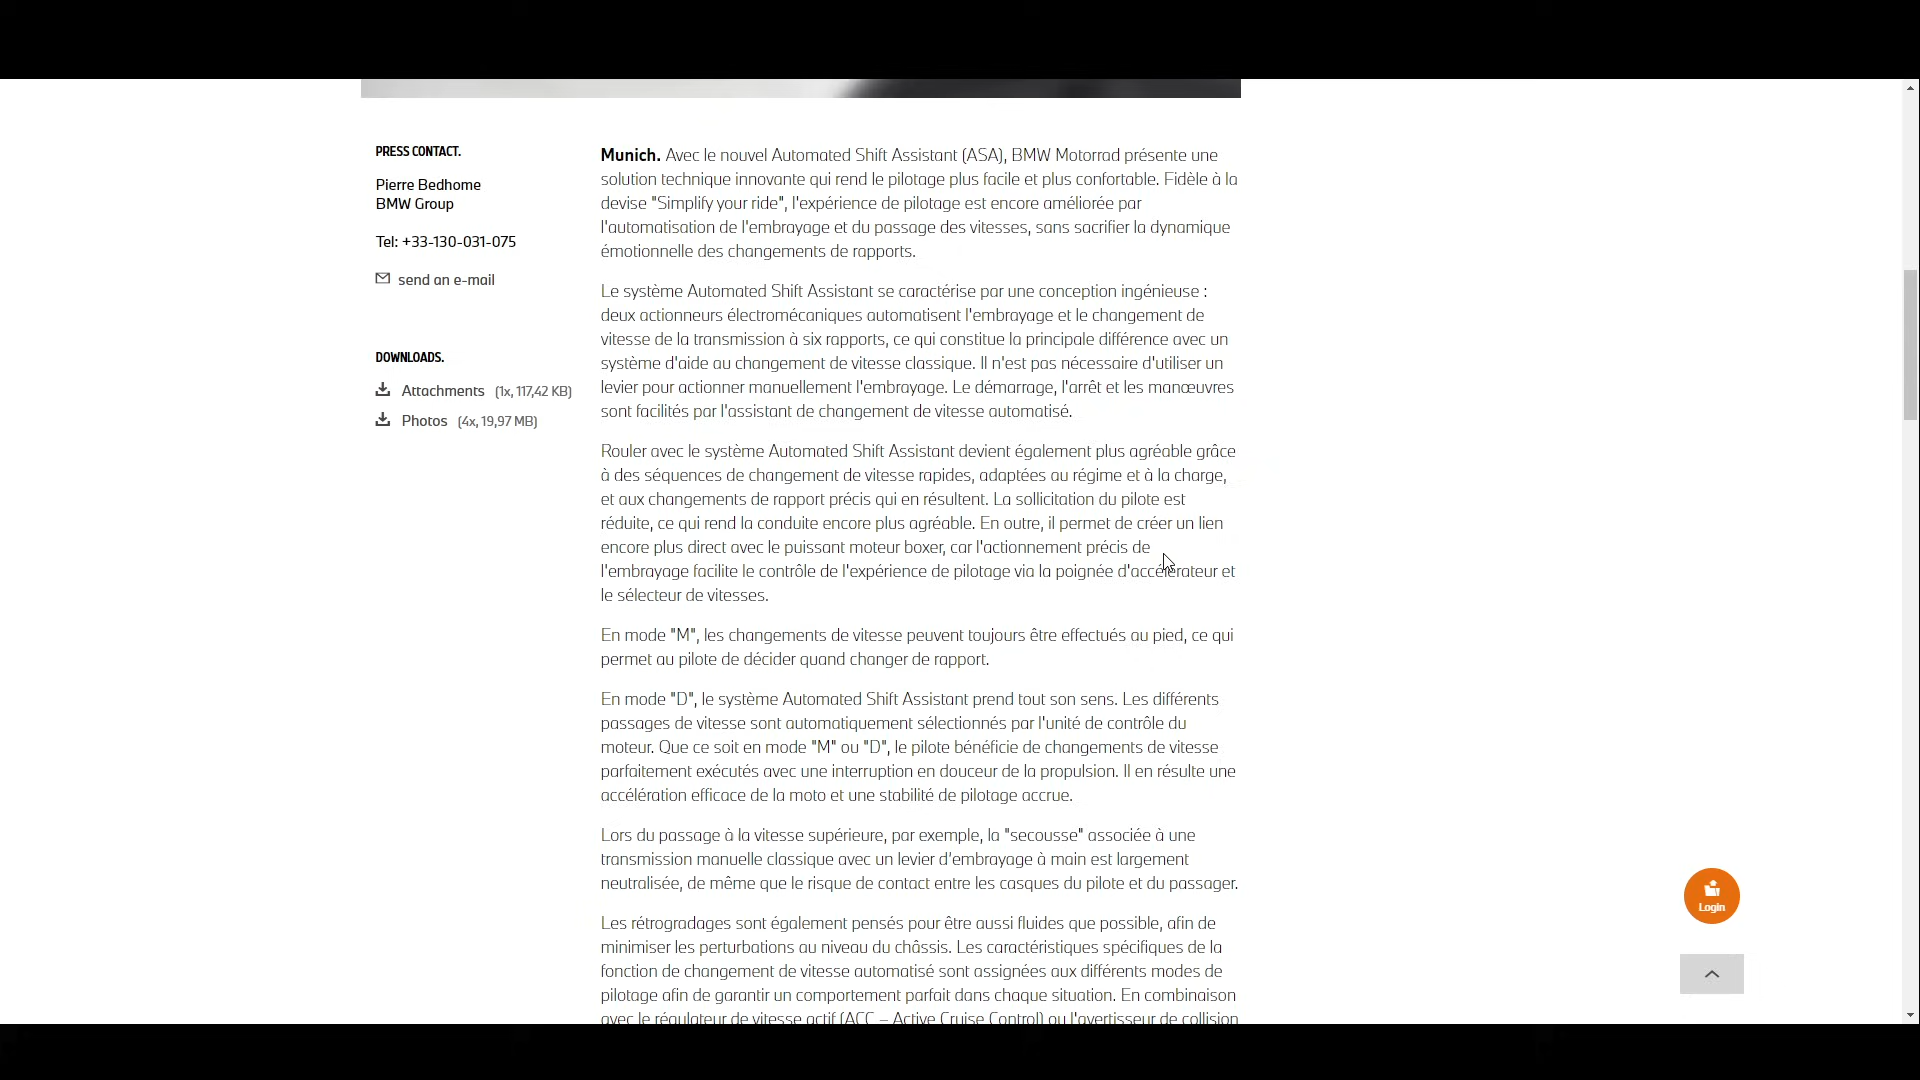 PRESS CONTACT.
Pierre Bedhome
BMW Group
Tel: +33-130-031-075
send an e-mail
DOWNLOADS.
Attachments (1x, 117,42 KB)
Photos (4x, 19,97 MB)
Munich. Avec le nouvel Automated Shift Assistant (ASA), BMW Motorrad présente une
solution technique innovante qui rend le pilotage plus facile et plus confortable. Fidèle à la
devise "Simplify your ride", l'expérience de pilotage est encore améliorée par
l'automatisation de l'embrayage et du passage des vitesses, sans sacrifier la dynamique
émotionnelle des changements de rapports.
Le système Automated Shift Assistant se caractérise par une conception ingénieuse :
deux actionneurs électromécaniques automatisent l'embrayage et le changement de
vitesse de la transmission à six rapports, ce qui constitue la principale différence avec un
système d'aide au changement de vitesse classique. Il n'est pas nécessaire d'utiliser un
levier pour actionner manuellement l'embrayage. Le démarrage, l'arrêt et les manœuvres
sont facilités par l'assistant de changement de vitesse automatisé.
Rouler avec le système Automated Shift Assistant devient également plus agréable grâce
à des séquences de changement de vitesse rapides, adaptées au régime et à la charge,
et aux changements de rapport précis qui en résultent. La sollicitation du pilote est
réduite, ce qui rend la conduite encore plus agréable. En outre, il permet de créer un lien
encore plus direct avec le puissant moteur boxer, car l'actionnement précis de
l'embrayage facilite le contrôle de l'expérience de pilotage via la poignée d'accélérateur et
le sélecteur de vitesses.
En mode "M", les changements de vitesse peuvent toujours être effectués au pied, ce qui
permet au pilote de décider quand changer de rapport.
En mode "D", le système Automated Shift Assistant prend tout son sens. Les différents
passages de vitesse sont automatiquement sélectionnés par l'unité de contrôle du
moteur. Que ce soit en mode "M" ou "D", le pilote bénéficie de changements de vitesse
parfaitement exécutés avec une interruption en douceur de la propulsion. Il en résulte une
accélération efficace de la moto et une stabilité de pilotage accrue.
Lors du passage à la vitesse supérieure, par exemple, la "secousse" associée à une
transmission manuelle classique avec un levier d'embrayage à main est largement
neutralisée, de même que le risque de contact entre les casques du pilote et du passager.
Les rétrogradages sont également pensés pour être aussi fluides que possible, afin de
minimiser les perturbations au niveau du châssis. Les caractéristiques spécifiques de la
fonction de changement de vitesse automatisé sont assignées aux différents modes de
pilotage afin de garantir un comportement parfait dans chaque situation. En combinaison
avec le régulateur de vitesse actif (ACC – Active Cruise Control) ou l'avertisseur de collision
Login